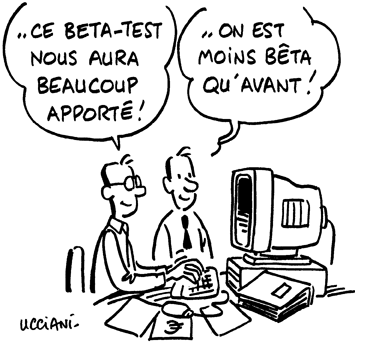 ..CE BETA-TEST
NOUS AURA
BEAUCOUP
APPORTÉ!
..ON EST
MOINS BÊTA
QU'AVANT!
UCCIANI-
€